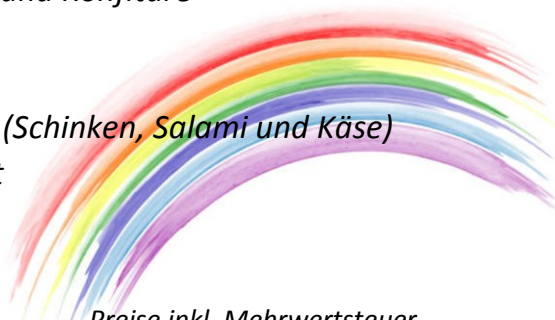 und Konfitüre
(Schinken, Salami und Käse)
Preise inkl. Mehrwertsteuer